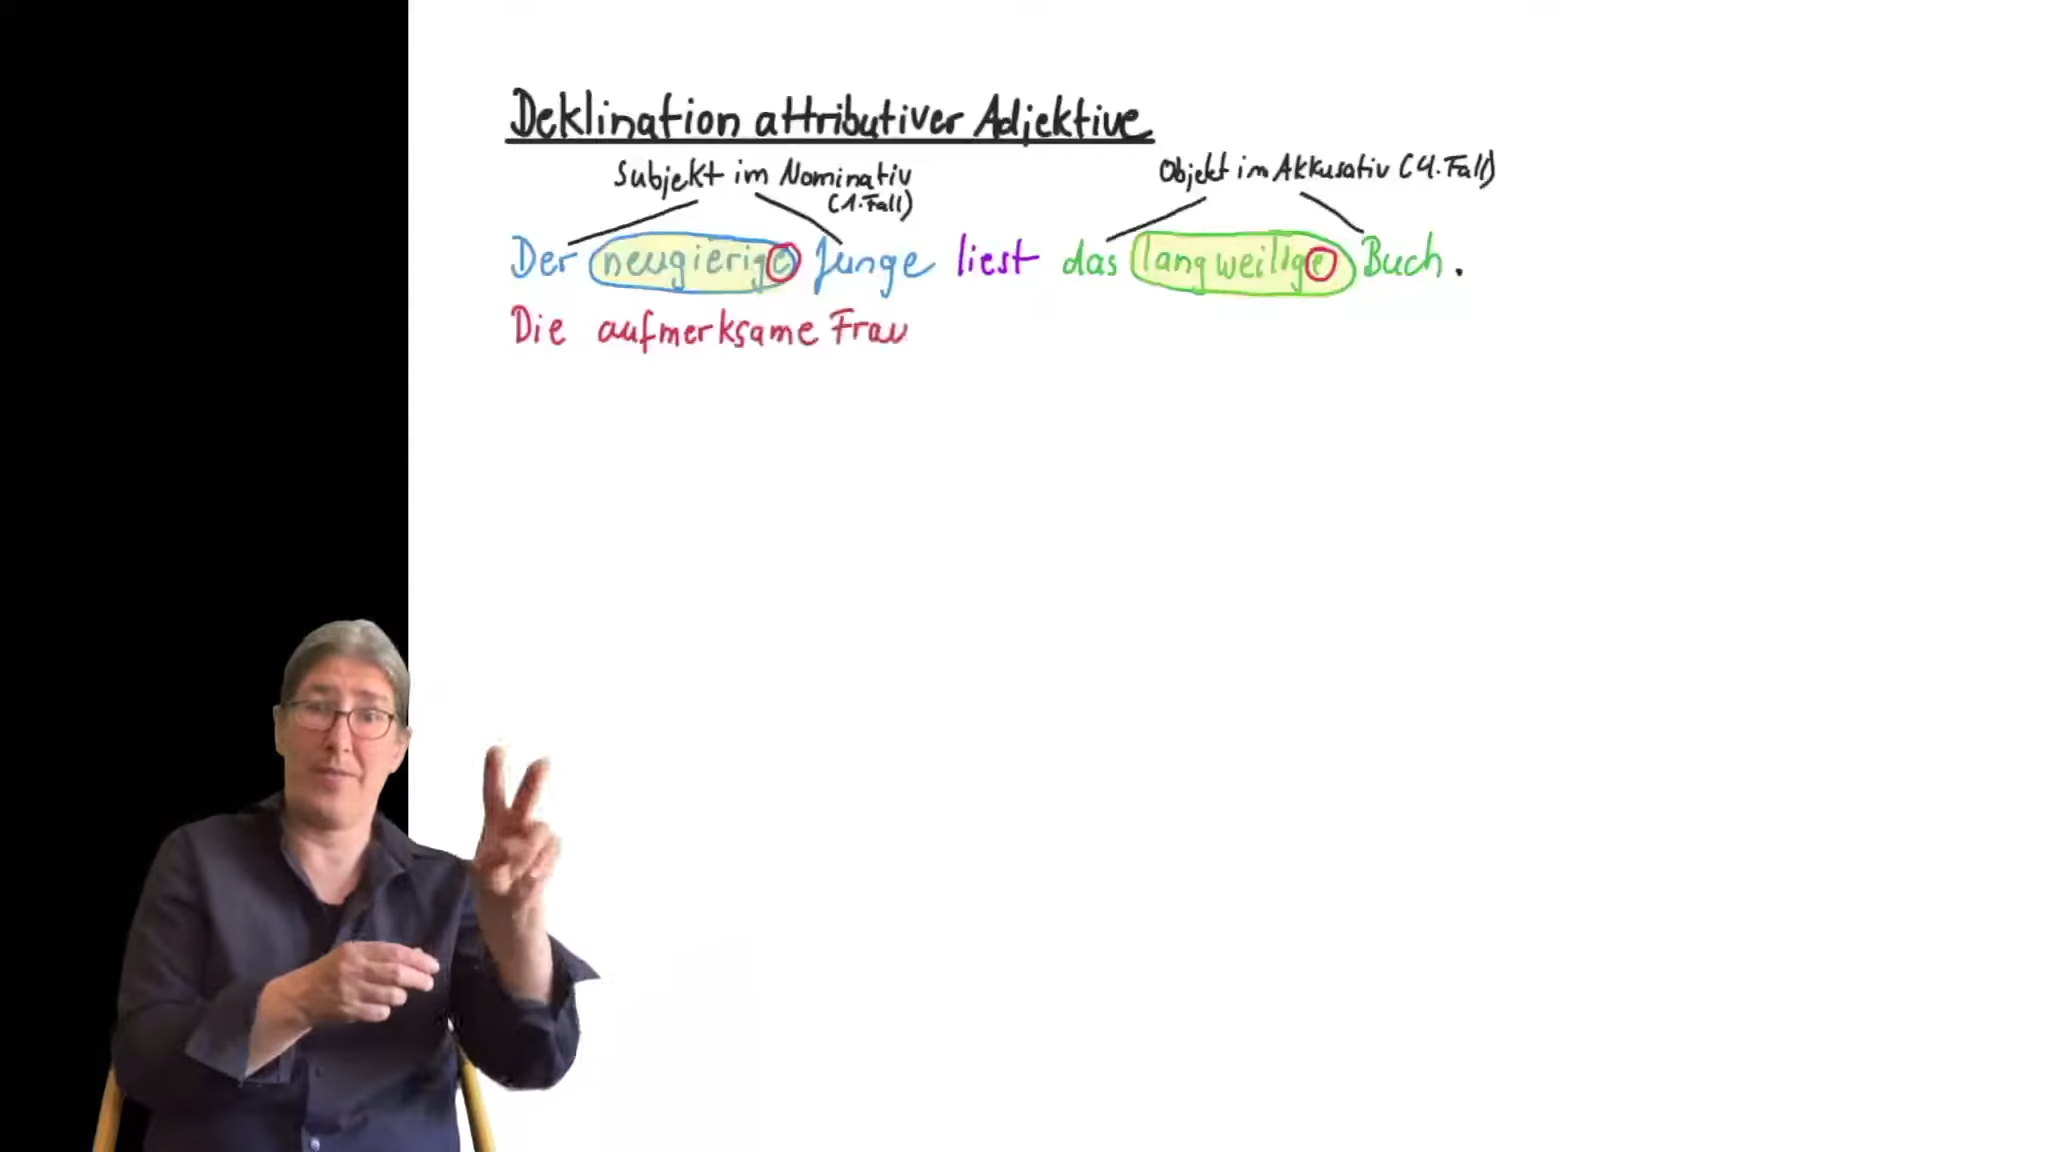 Deklination attributiver Adjektive
Subjekt im Nominativ
(1. Fall)
Objekt im Akkusativ (4. Fall)
Der neugierige Junge liest das langweilige Buch.
Die aufmerksame Frau